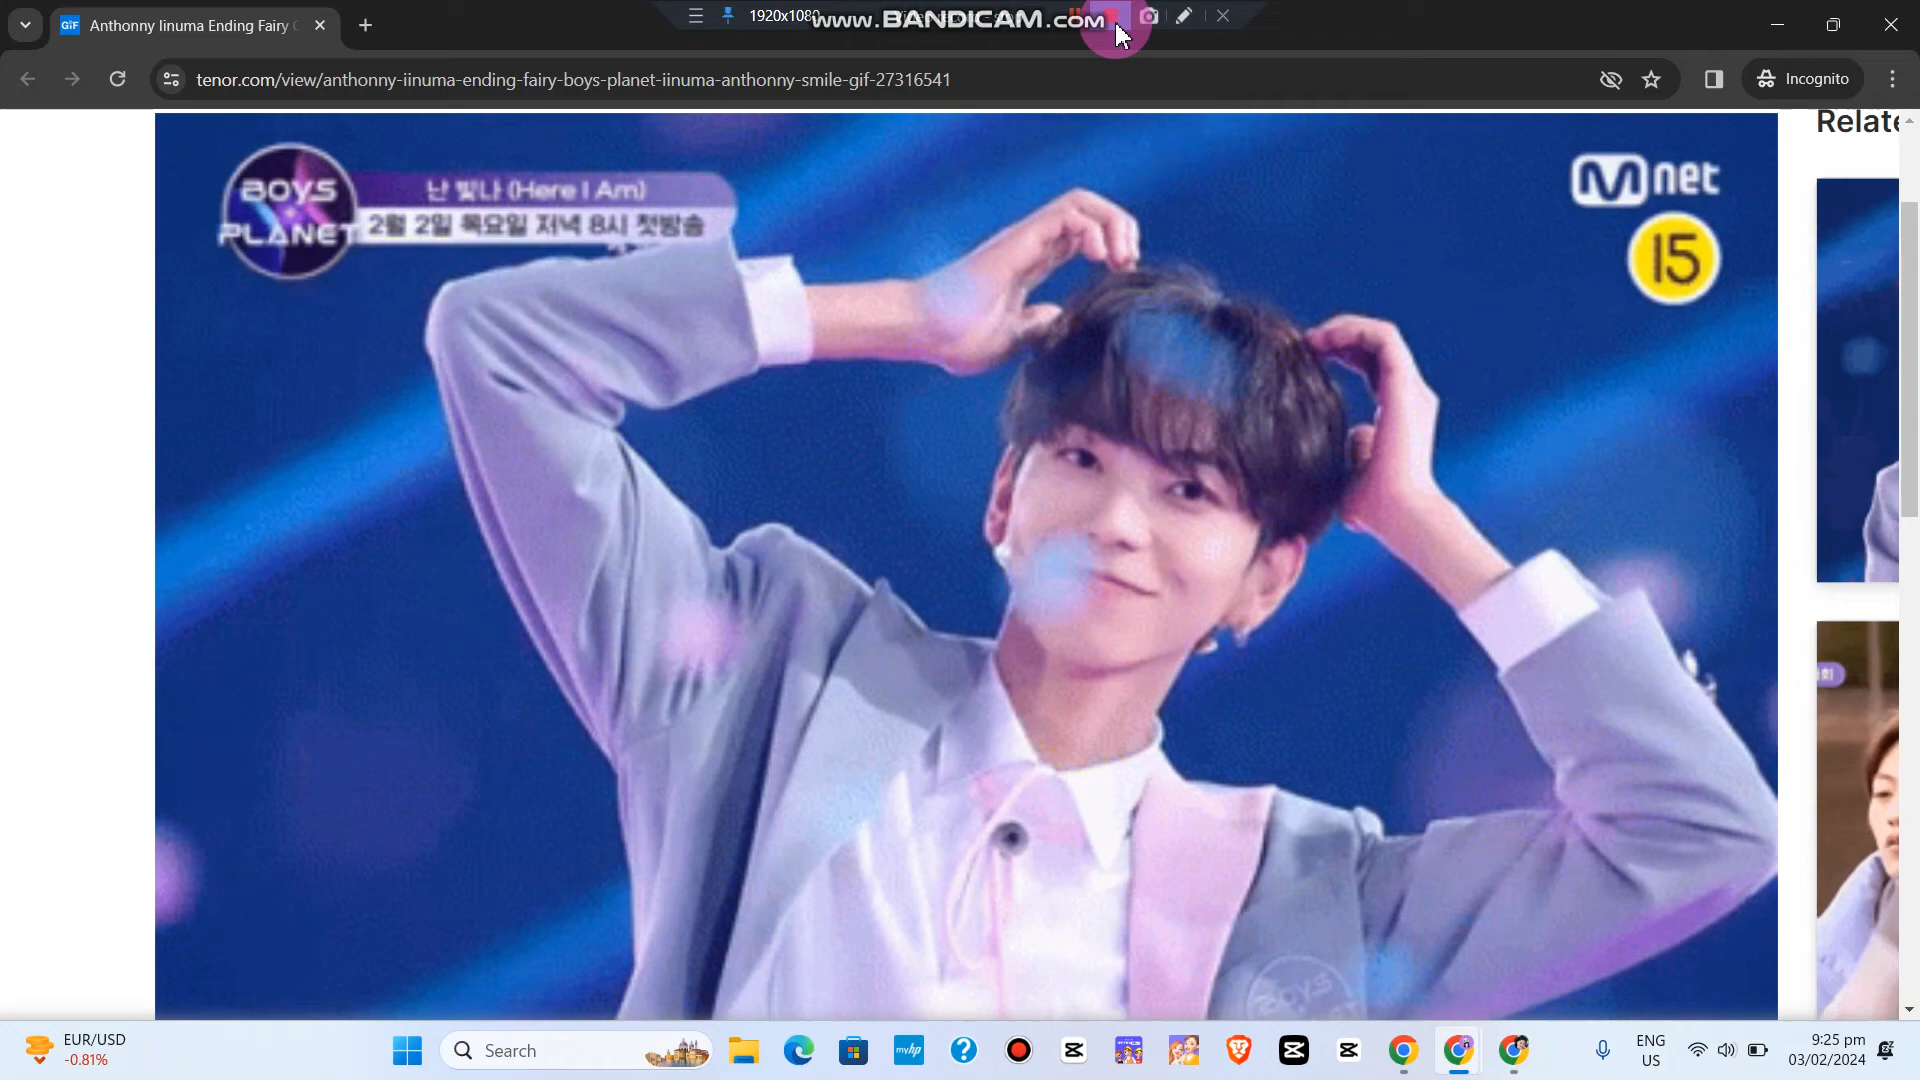 Anthonny Iinuma Ending Fairy
1920x1080
www.BANDICAM.com
tenor.com/view/anthonny-iinuma-ending-fairy-boys-planet-iinuma-anthonny-smile-gif-27316541
Incognito
Relate
BOYS PLANET
난 빛나 (Here I Am)
2월 2일 목요일 저녁 8시 첫방송
Mnet
15
EUR/USD
-0.81%
Search
myhp
ENG
US
9:25 pm
03/02/2024